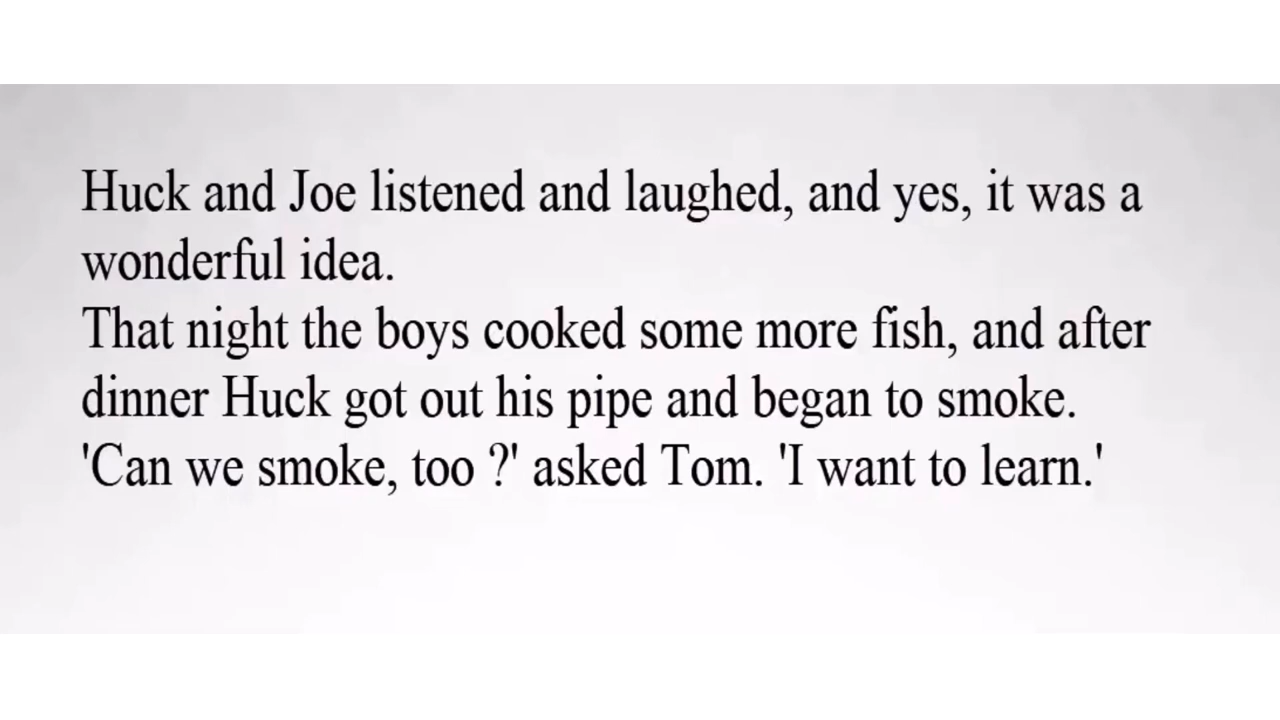 Huck and Joe listened and laughed, and yes, it was a
wonderful idea.
That night the boys cooked some more fish, and after
dinner Huck got out his pipe and began to smoke.
'Can we smoke, too ?' asked Tom. 'I want to learn.'